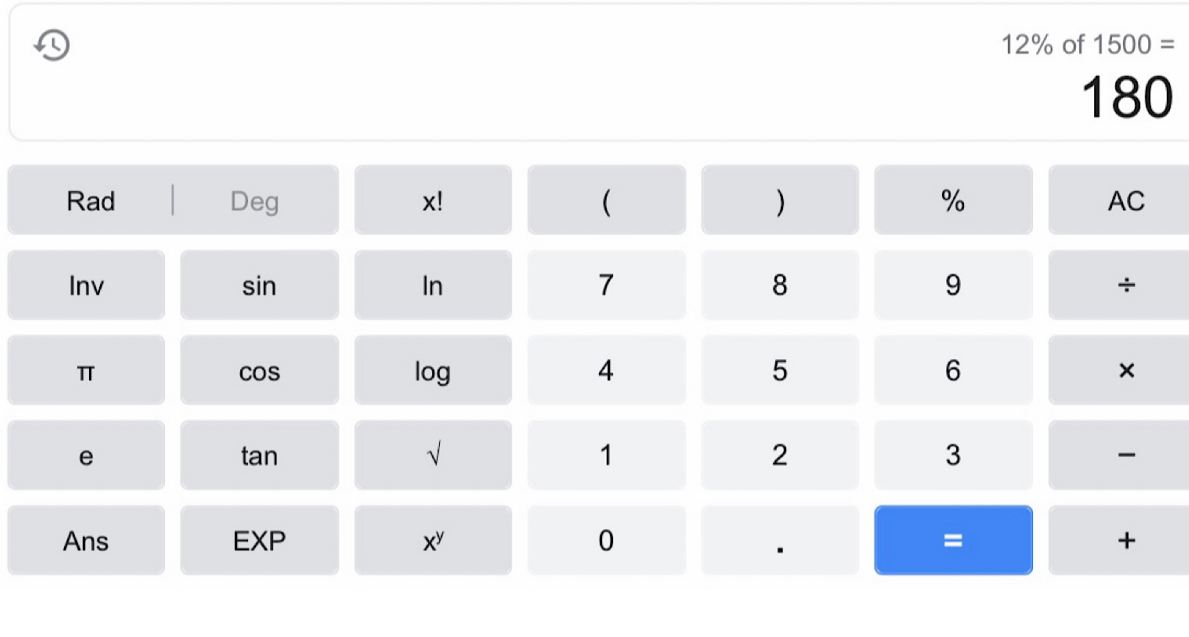 12% of 1500 =
180
Rad | Deg x! ( ) % AC
Inv sin ln 7 8 9 ÷
π cos log 4 5 6 ×
e tan √ 1 2 3 −
Ans EXP xʸ 0 . = +